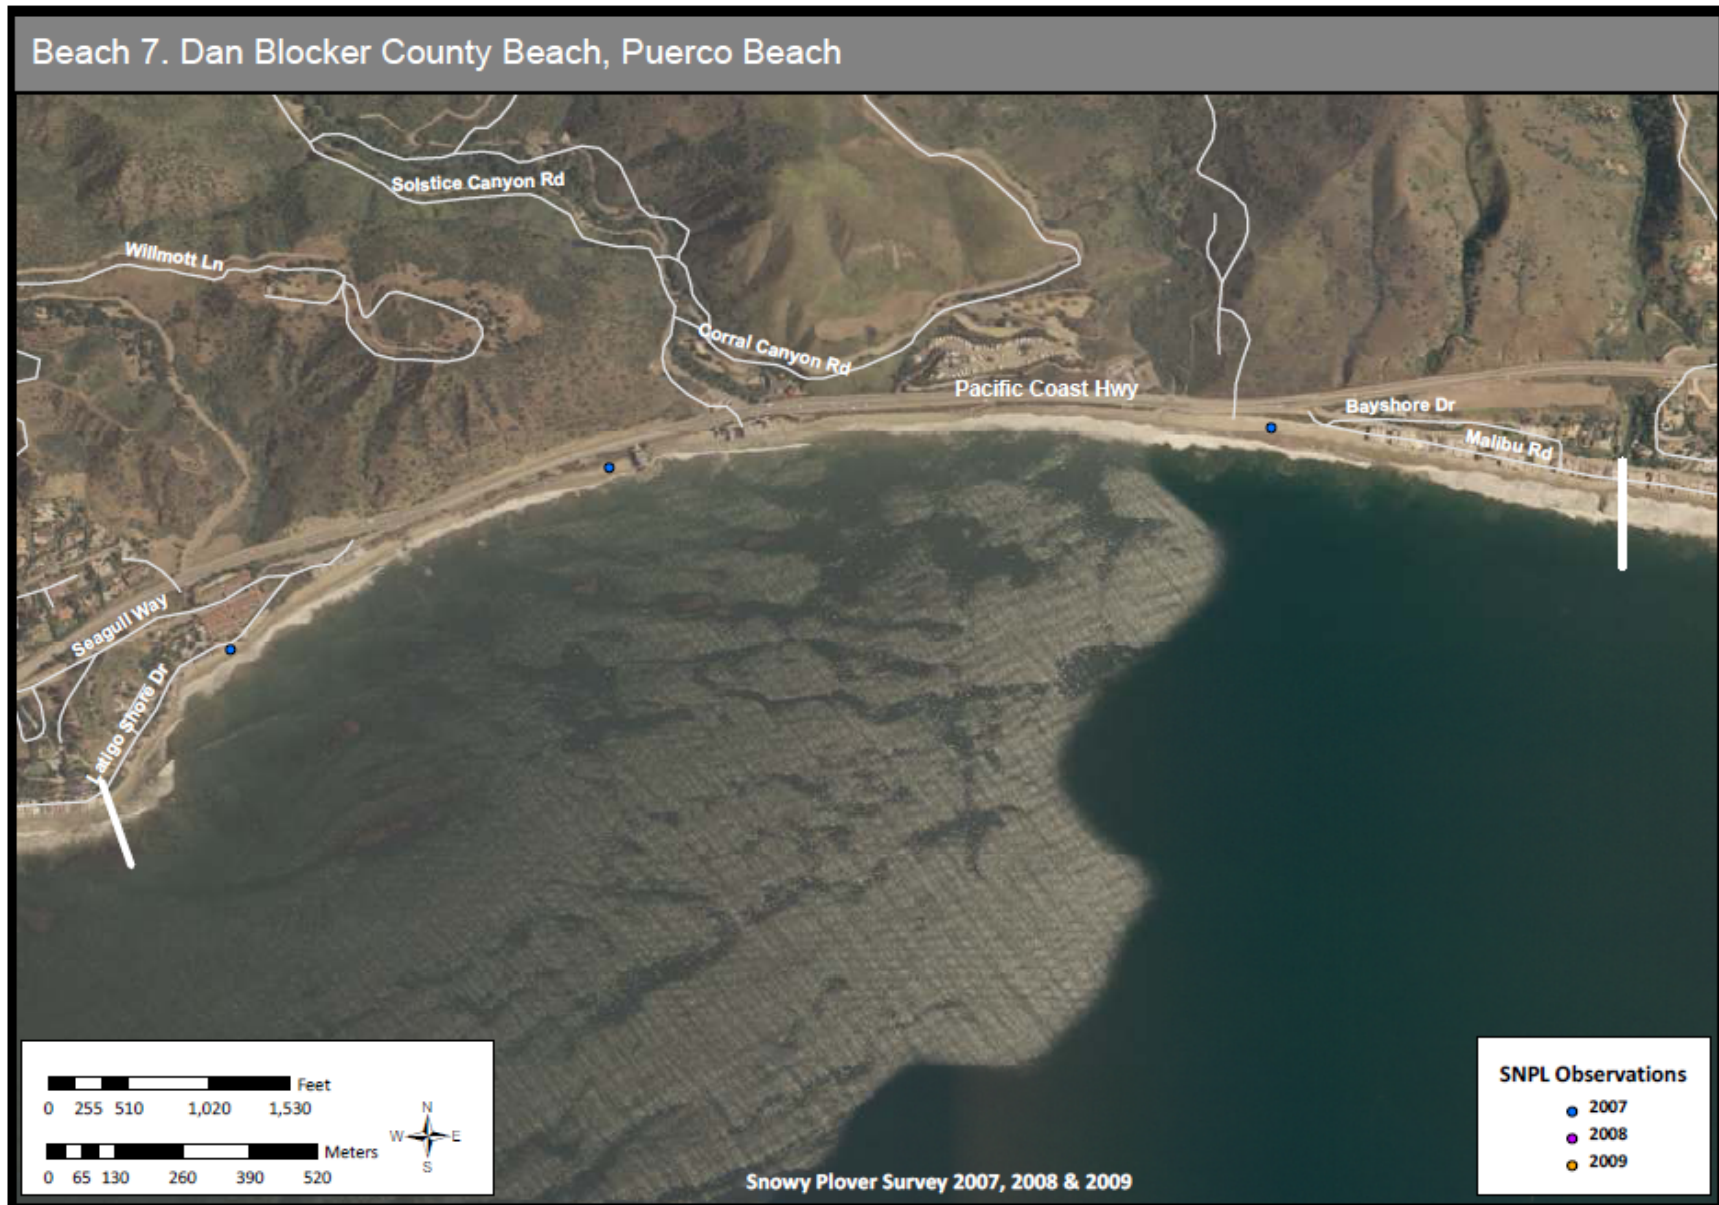 Beach 7. Dan Blocker County Beach, Puerco Beach
Solstice Canyon Rd
Willmott Ln
Corral Canyon Rd
Pacific Coast Hwy
Bayshore Dr
Malibu Rd
Seagull Way
Latigo Shore Dr
Feet
0 255 510 1,020 1,530
Meters
0 65 130 260 390 520
N
W E
S
Snowy Plover Survey 2007, 2008 & 2009
SNPL Observations
2007
2008
2009